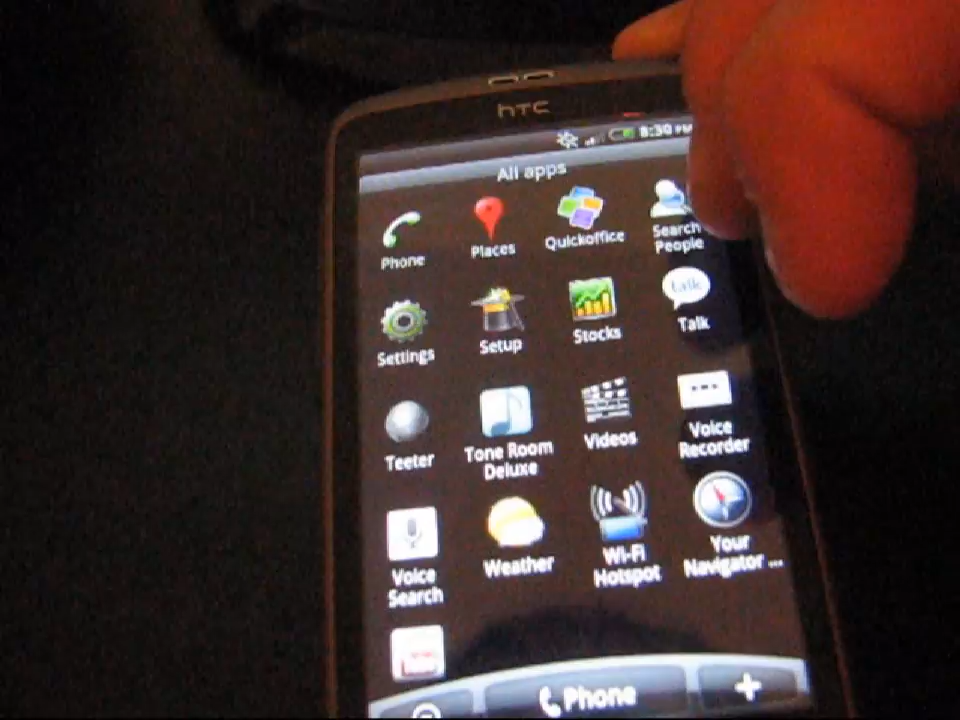 hTC
8:30 PM
All apps
Phone
Places
Quickoffice
Search
People
Settings
Setup
Stocks
talk
Talk
Teeter
Tone Room
Deluxe
Videos
Voice
Recorder
Voice
Search
Weather
Wi-Fi
Hotspot
Your
Navigator ...
Phone